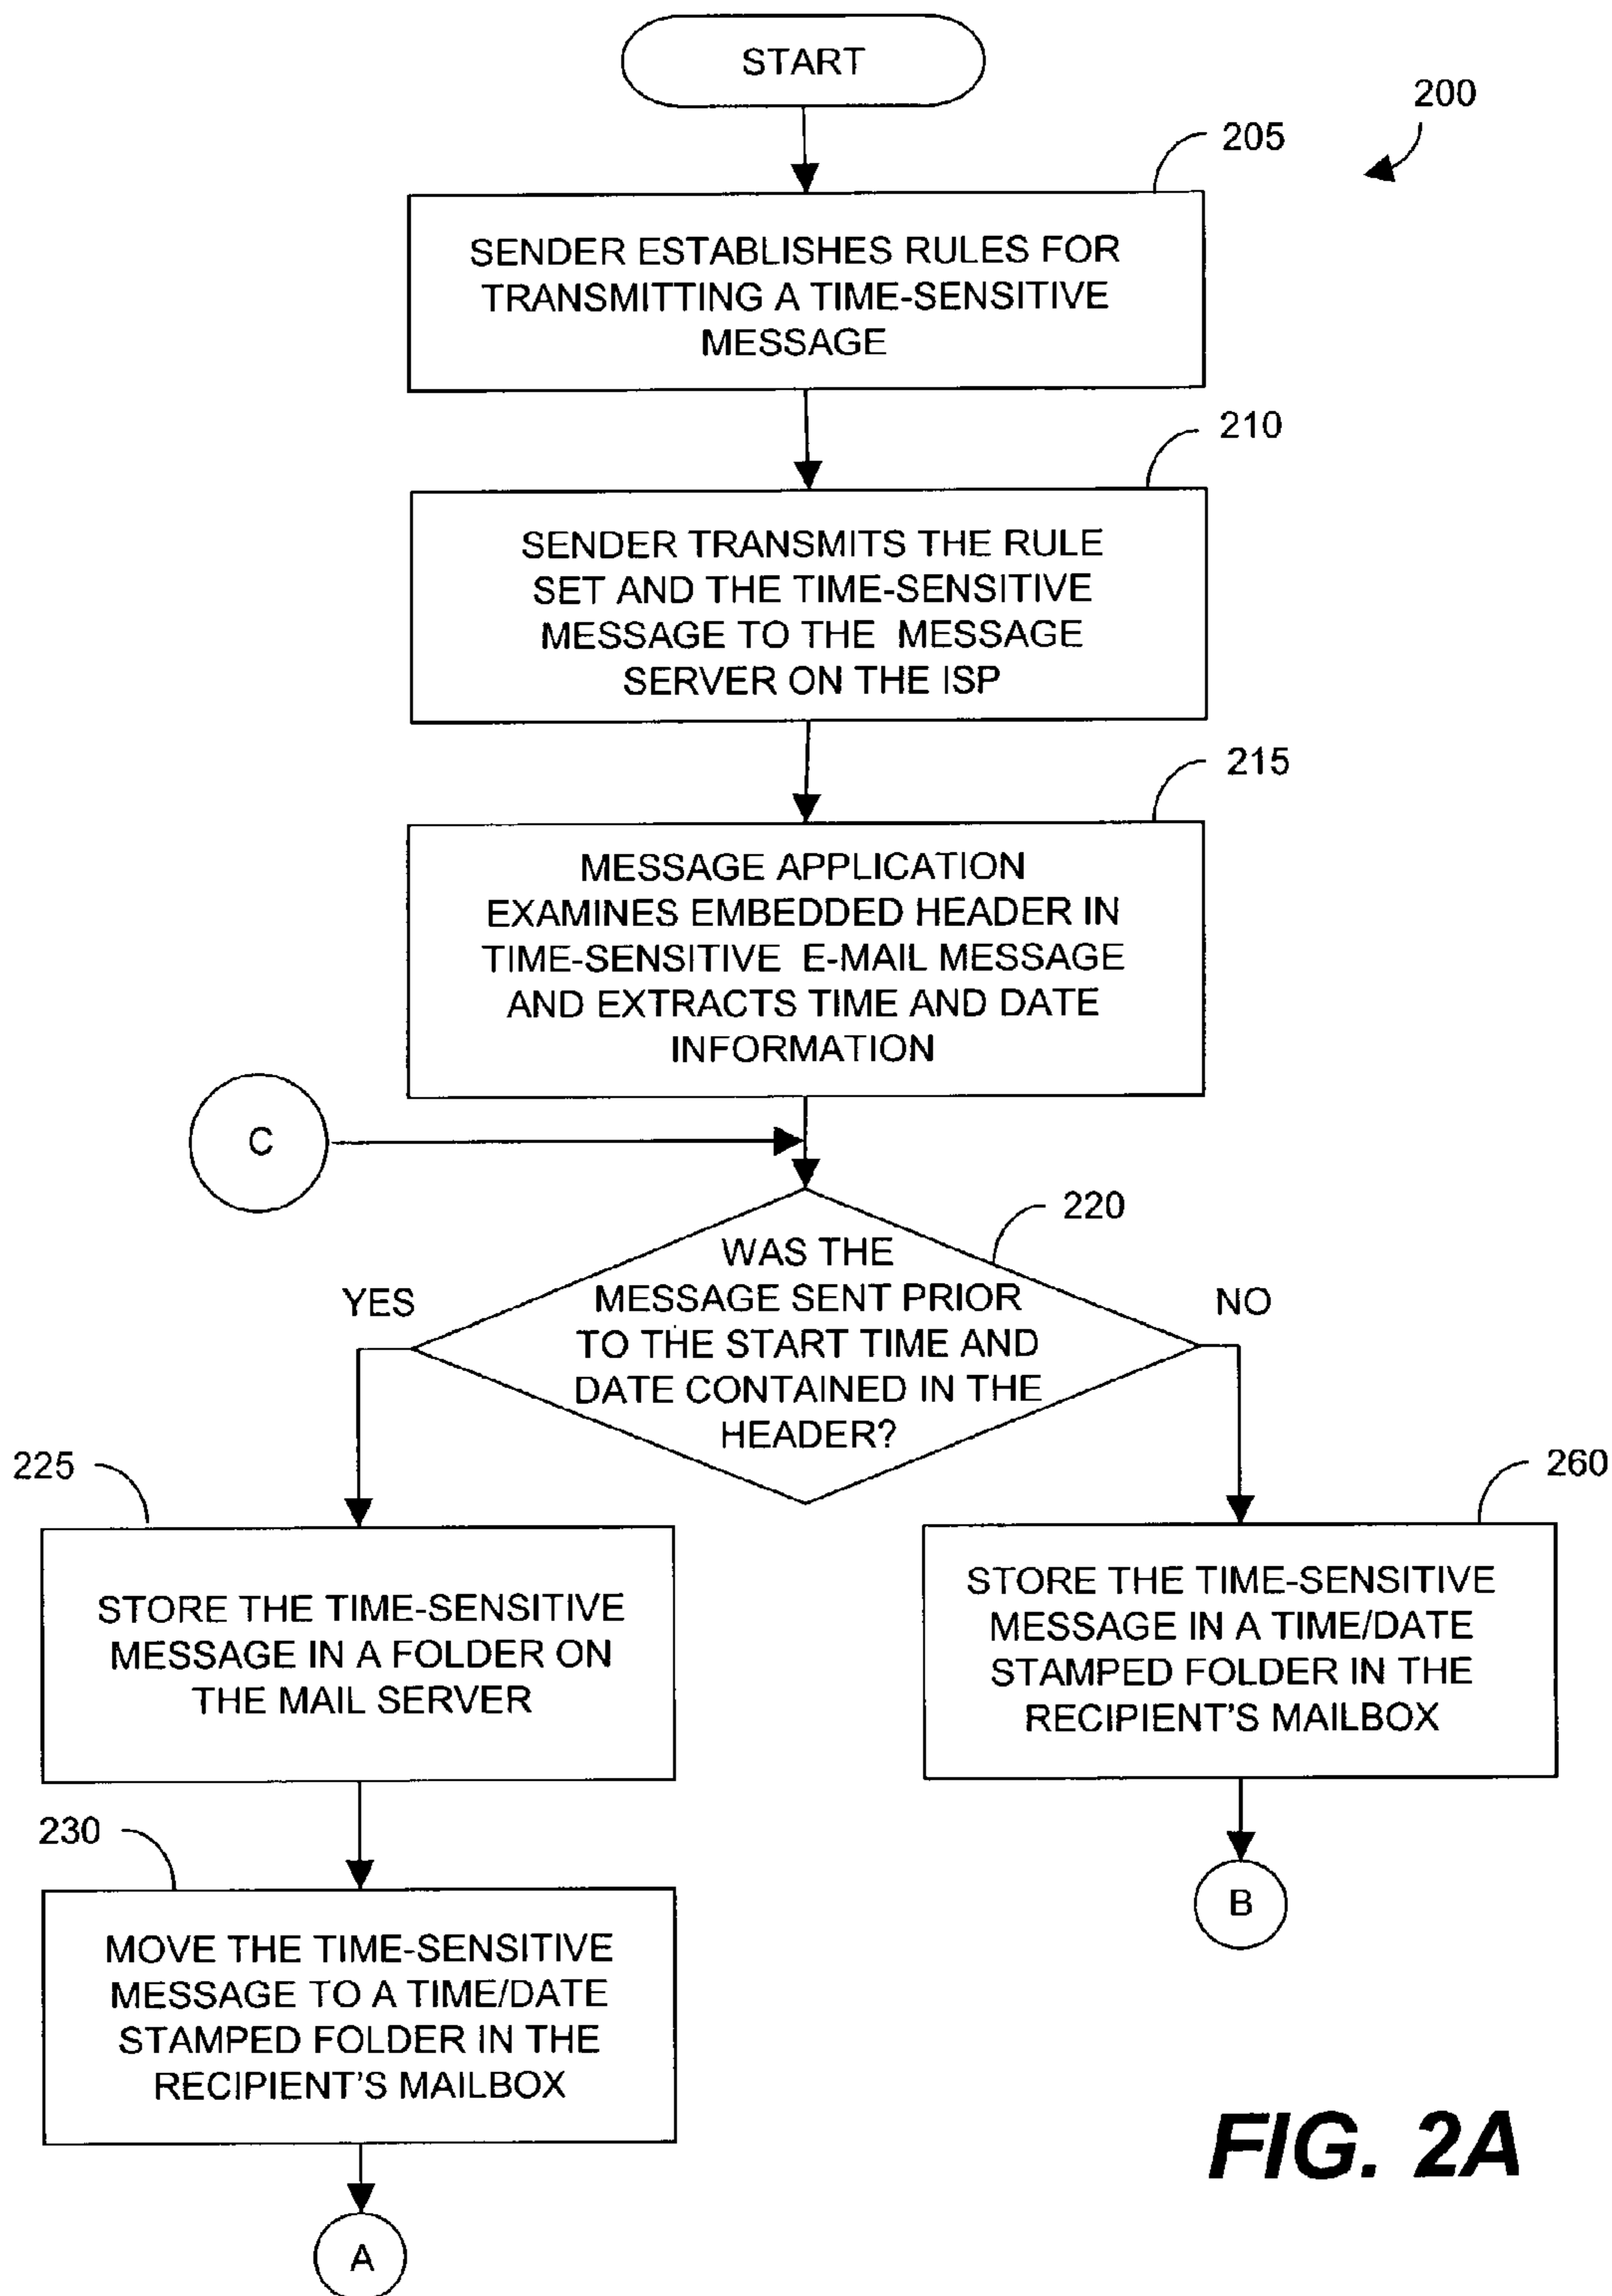 START
200
205
SENDER ESTABLISHES RULES FOR
TRANSMITTING A TIME-SENSITIVE
MESSAGE
210
SENDER TRANSMITS THE RULE
SET AND THE TIME-SENSITIVE
MESSAGE TO THE MESSAGE
SERVER ON THE ISP
215
MESSAGE APPLICATION
EXAMINES EMBEDDED HEADER IN
TIME-SENSITIVE E-MAIL MESSAGE
AND EXTRACTS TIME AND DATE
INFORMATION
C
220
WAS THE
MESSAGE SENT PRIOR
TO THE START TIME AND
DATE CONTAINED IN THE
HEADER?
YES
NO
225
STORE THE TIME-SENSITIVE
MESSAGE IN A FOLDER ON
THE MAIL SERVER
260
STORE THE TIME-SENSITIVE
MESSAGE IN A TIME/DATE
STAMPED FOLDER IN THE
RECIPIENT'S MAILBOX
230
MOVE THE TIME-SENSITIVE
MESSAGE TO A TIME/DATE
STAMPED FOLDER IN THE
RECIPIENT'S MAILBOX
B
A
FIG. 2A